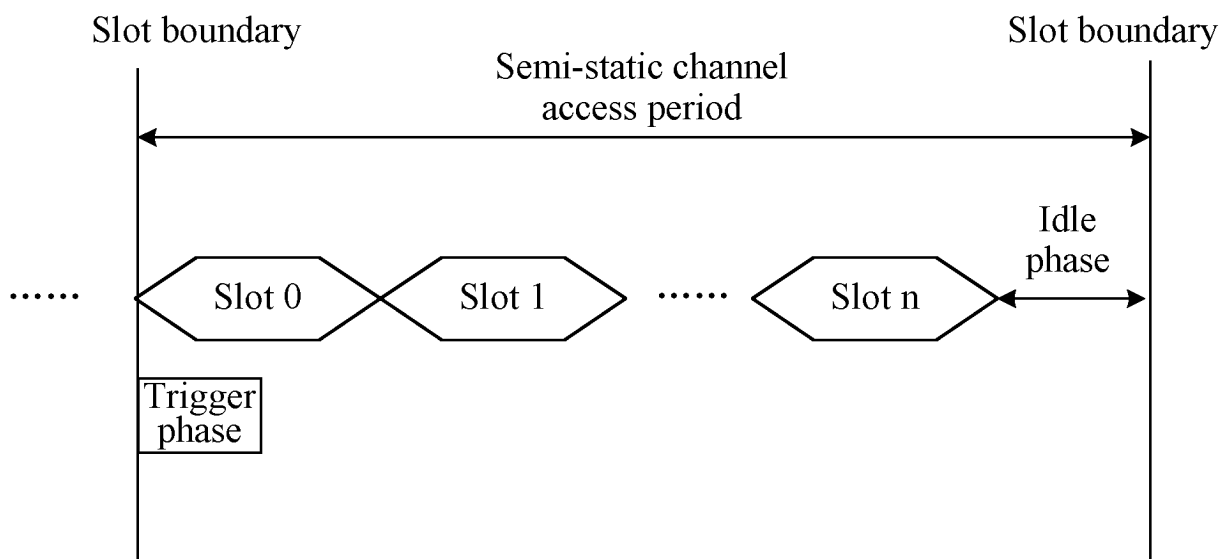 Slot boundary
Slot boundary
Semi-static channel
access period
Idle
phase
...... Slot 0 Slot 1 ...... Slot n
Trigger
phase